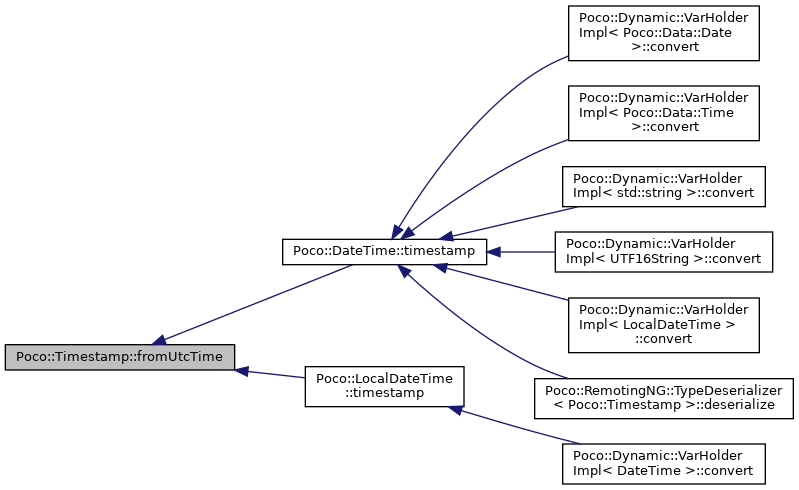 Poco::Dynamic::VarHolder
Impl< Poco::Data::Date
>::convert
Poco::Dynamic::VarHolder
Impl< Poco::Data::Time
>::convert
Poco::Dynamic::VarHolder
Impl< std::string >::convert
Poco::DateTime::timestamp
Poco::Dynamic::VarHolder
Impl< UTF16String >::convert
Poco::Dynamic::VarHolder
Impl< LocalDateTime >
::convert
Poco::Timestamp::fromUtcTime
Poco::LocalDateTime
::timestamp
Poco::RemotingNG::TypeDeserializer
< Poco::Timestamp >::deserialize
Poco::Dynamic::VarHolder
Impl< DateTime >::convert